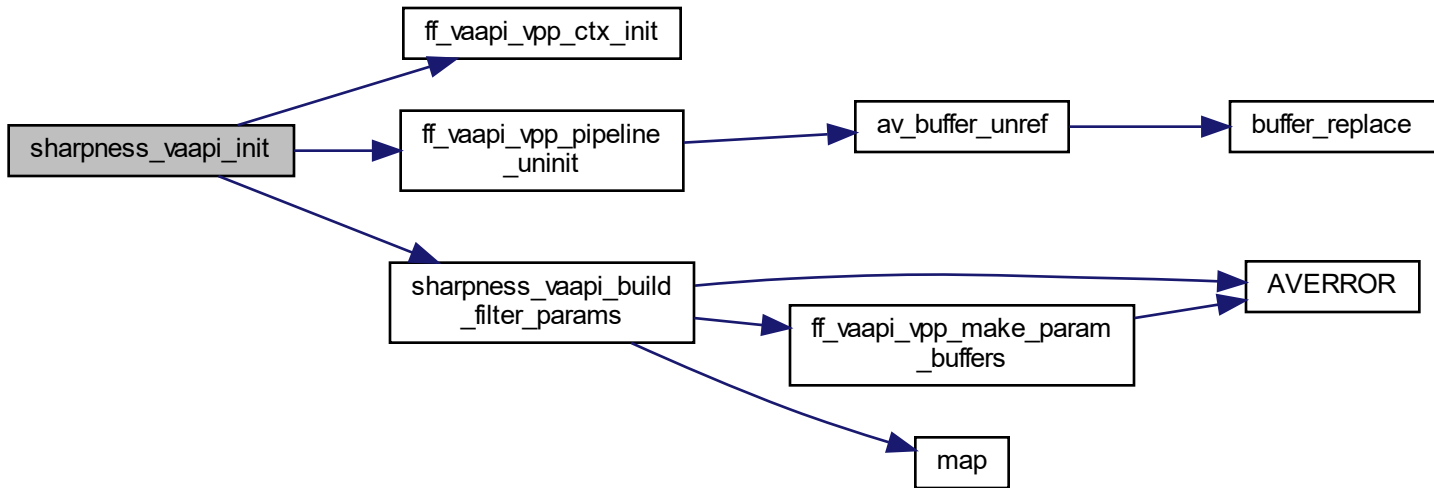 ff_vaapi_vpp_ctx_init
sharpness_vaapi_init
ff_vaapi_vpp_pipeline
_uninit
av_buffer_unref
buffer_replace
sharpness_vaapi_build
_filter_params
AVERROR
ff_vaapi_vpp_make_param
_buffers
map